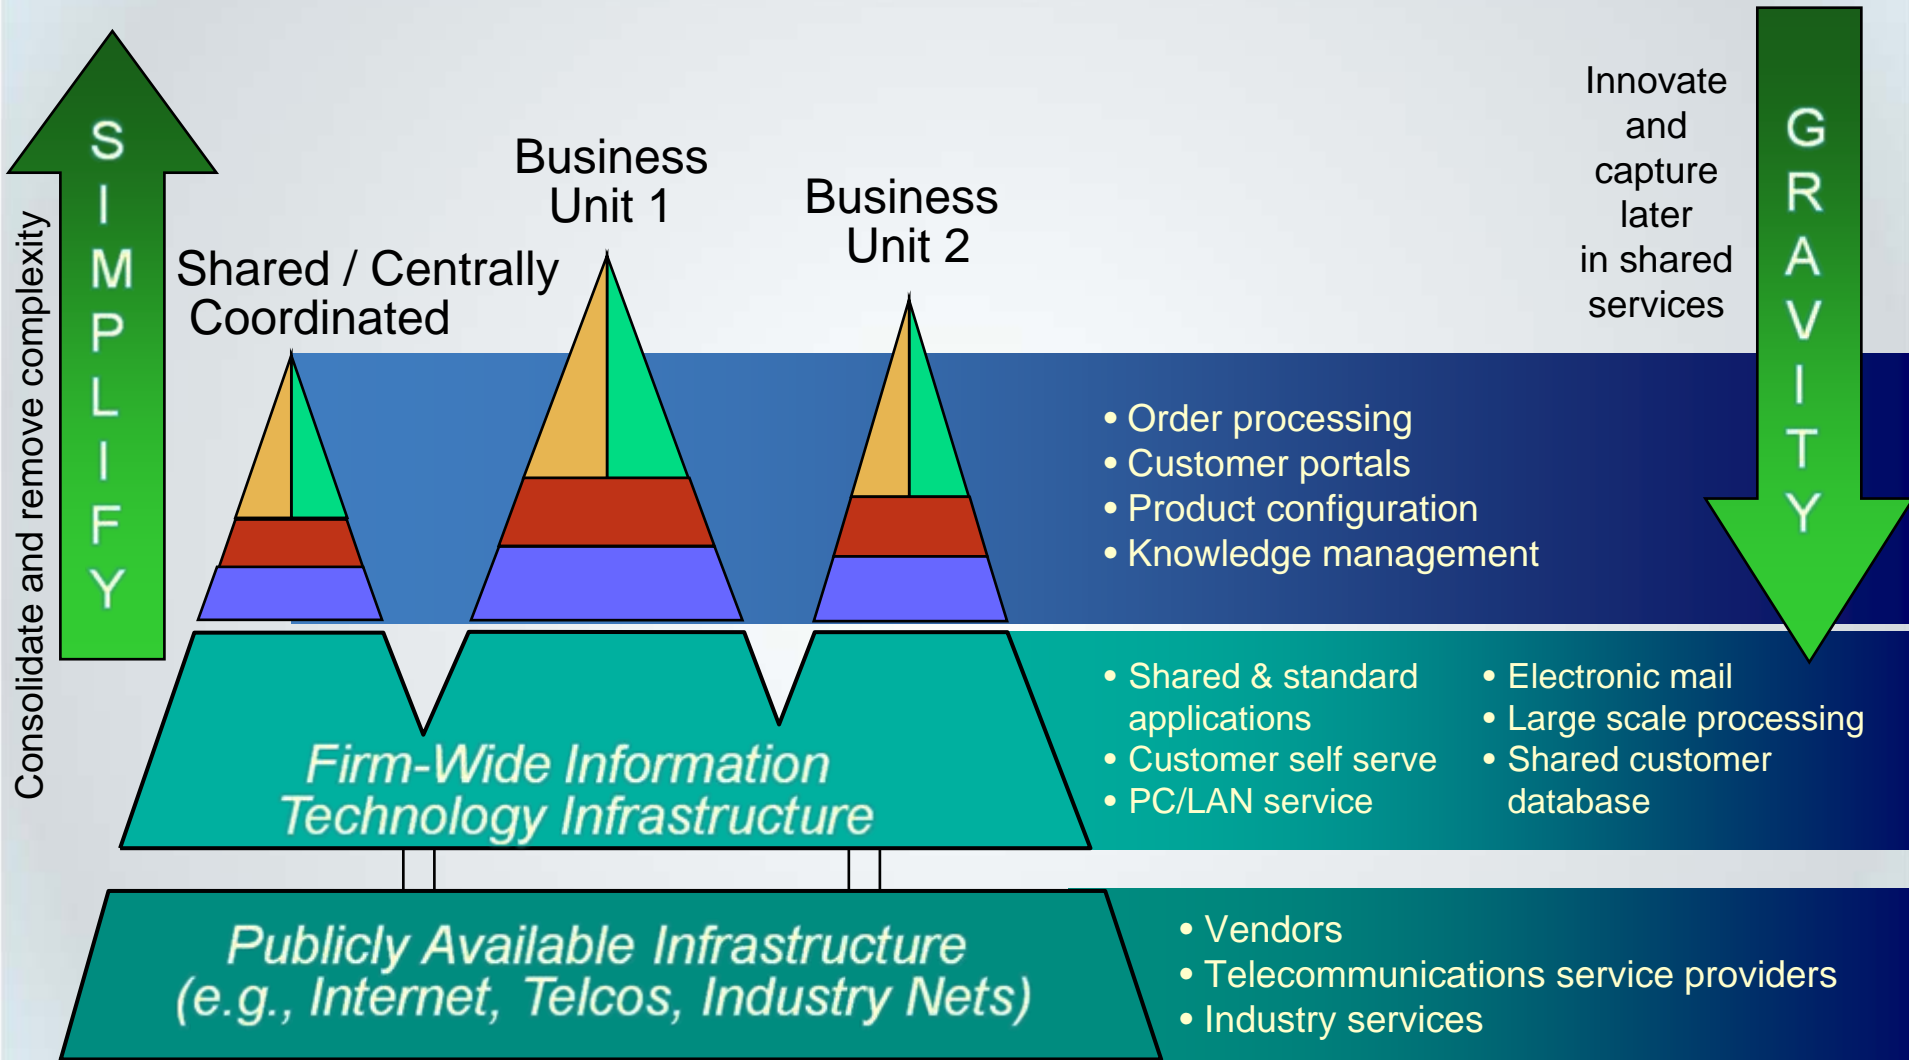 SIMPLIFY
Consolidate and remove complexity
Shared / Centrally
Coordinated
Business
Unit 1
Business
Unit 2
Innovate
and
capture
later
in shared
services
GRAVITY
• Order processing
• Customer portals
• Product configuration
• Knowledge management
Firm-Wide Information
Technology Infrastructure
• Shared & standard
applications
• Customer self serve
• PC/LAN service
• Electronic mail
• Large scale processing
• Shared customer
database
Publicly Available Infrastructure
(e.g., Internet, Telcos, Industry Nets)
• Vendors
• Telecommunications service providers
• Industry services